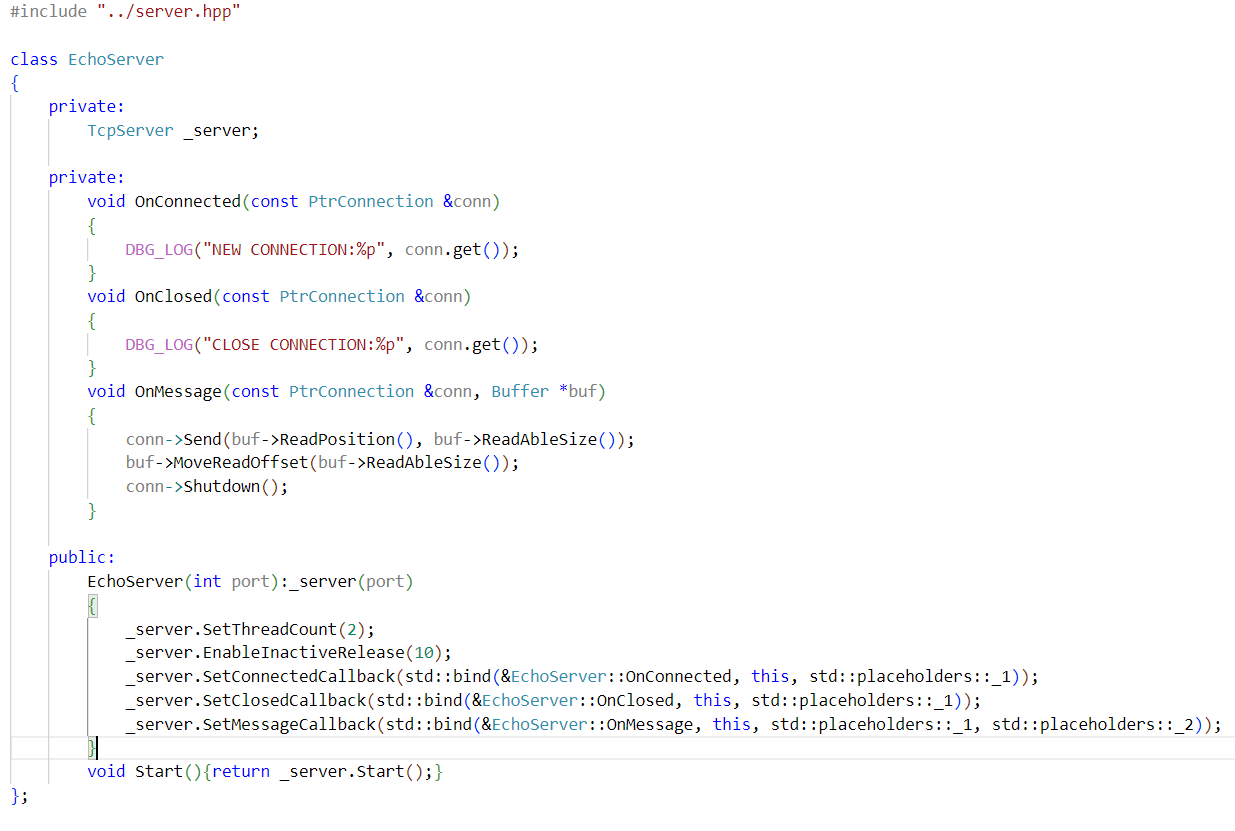 #include "../server.hpp"
class EchoServer
{
private:
TcpServer _server;
private:
void OnConnected(const PtrConnection &conn)
{
DBG_LOG("NEW CONNECTION:%p", conn.get());
}
void OnClosed(const PtrConnection &conn)
{
DBG_LOG("CLOSE CONNECTION:%p", conn.get());
}
void OnMessage(const PtrConnection &conn, Buffer *buf)
{
conn->Send(buf->ReadPosition(), buf->ReadAbleSize());
buf->MoveReadOffset(buf->ReadAbleSize());
conn->Shutdown();
}
public:
EchoServer(int port):_server(port)
{
_server.SetThreadCount(2);
_server.EnableInactiveRelease(10);
_server.SetConnectedCallback(std::bind(&EchoServer::OnConnected, this, std::placeholders::_1));
_server.SetClosedCallback(std::bind(&EchoServer::OnClosed, this, std::placeholders::_1));
_server.SetMessageCallback(std::bind(&EchoServer::OnMessage, this, std::placeholders::_1, std::placeholders::_2));
}
void Start(){return _server.Start();}
};